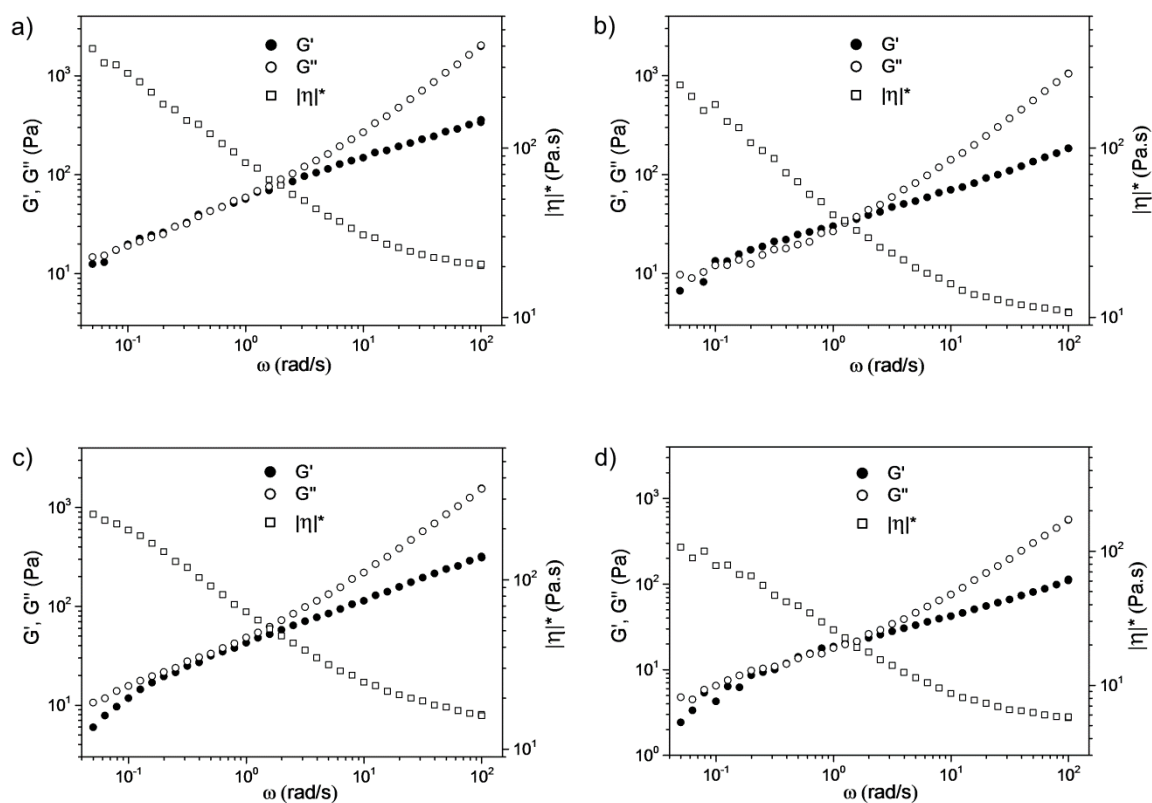 a)
G'
G"
|η|*
10³
10²
10¹
G', G" (Pa)
10²
10¹
|η|* (Pa.s)
10⁻¹ 10⁰ 10¹ 10²
ω (rad/s)
b)
G'
G"
|η|*
10³
10²
10¹
G', G" (Pa)
10²
10¹
|η|* (Pa.s)
10⁻¹ 10⁰ 10¹ 10²
ω (rad/s)
c)
G'
G"
|η|*
10³
10²
10¹
G', G" (Pa)
10²
10¹
|η|* (Pa.s)
10⁻¹ 10⁰ 10¹ 10²
ω (rad/s)
d)
G'
G"
|η|*
10³
10²
10¹
10⁰
G', G" (Pa)
10²
10¹
|η|* (Pa.s)
10⁻¹ 10⁰ 10¹ 10²
ω (rad/s)